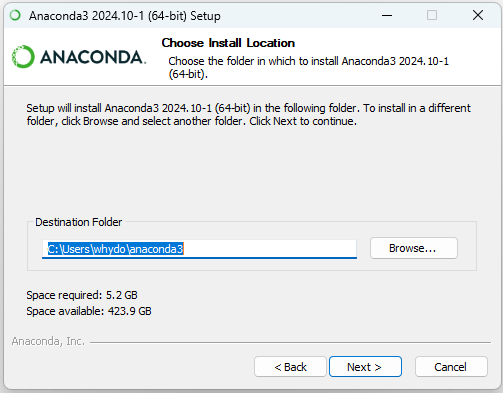 Anaconda3 2024.10-1 (64-bit) Setup
Choose Install Location
Choose the folder in which to install Anaconda3 2024.10-1
(64-bit).
ANACONDA.
Setup will install Anaconda3 2024.10-1 (64-bit) in the following folder. To install in a different
folder, click Browse and select another folder. Click Next to continue.
Destination Folder
C:\Users\whydo\anaconda3
Browse...
Space required: 5.2 GB
Space available: 423.9 GB
Anaconda, Inc.
< Back
Next >
Cancel